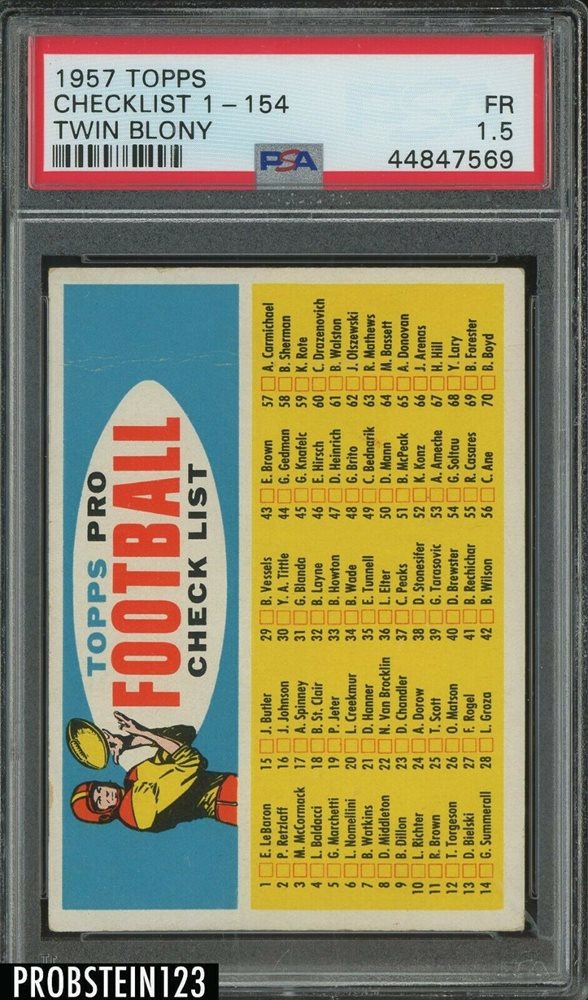 1957 TOPPS
CHECKLIST 1 - 154 FR
TWIN BLONY 1.5
PSA 44847569
TOPPS PRO
FOOTBALL
CHECK LIST
1 E. LeBaron
2 P. Retzlaff
3 M. McCormack
4 L. Baldacci
5 G. Marchetti
6 L. Nomellini
7 B. Watkins
8 D. Middleton
9 B. Dillon
10 L. Richter
11 R. Brown
12 T. Torgeson
13 D. Bielski
14 G. Summerall
15 J. Butler
16 J. Johnson
17 A. Spinney
18 B. St. Clair
19 P. Jeter
20 L. Creekmur
21 D. Hanner
22 N. Van Brocklin
23 D. Chandler
24 A. Dorow
25 T. Scott
26 O. Matson
27 F. Rogel
28 L. Groza
29 B. Vessels
30 Y. A. Tittle
31 G. Blanda
32 B. Layne
33 B. Howton
34 B. Wade
35 E. Tunnell
36 L. Elter
37 C. Peaks
38 D. Stonesifer
39 G. Tarasovic
40 D. Brewster
41 B. Rechichar
42 B. Wilson
43 E. Brown
44 G. Gedman
45 G. Knafelc
46 E. Hirsch
47 D. Heinrich
48 G. Brito
49 C. Bednarik
50 D. Mann
51 B. McPeak
52 K. Konz
53 A. Ameche
54 G. Soltau
55 R. Casares
56 C. Ane
57 A. Carmichael
58 B. Sherman
59 K. Rote
60 C. Drazenovich
61 B. Walston
62 J. Olszewski
63 R. Mathews
64 M. Bassett
65 A. Donovan
66 J. Arenas
67 H. Hill
68 Y. Lary
69 B. Forester
70 B. Boyd
PROBSTEIN123